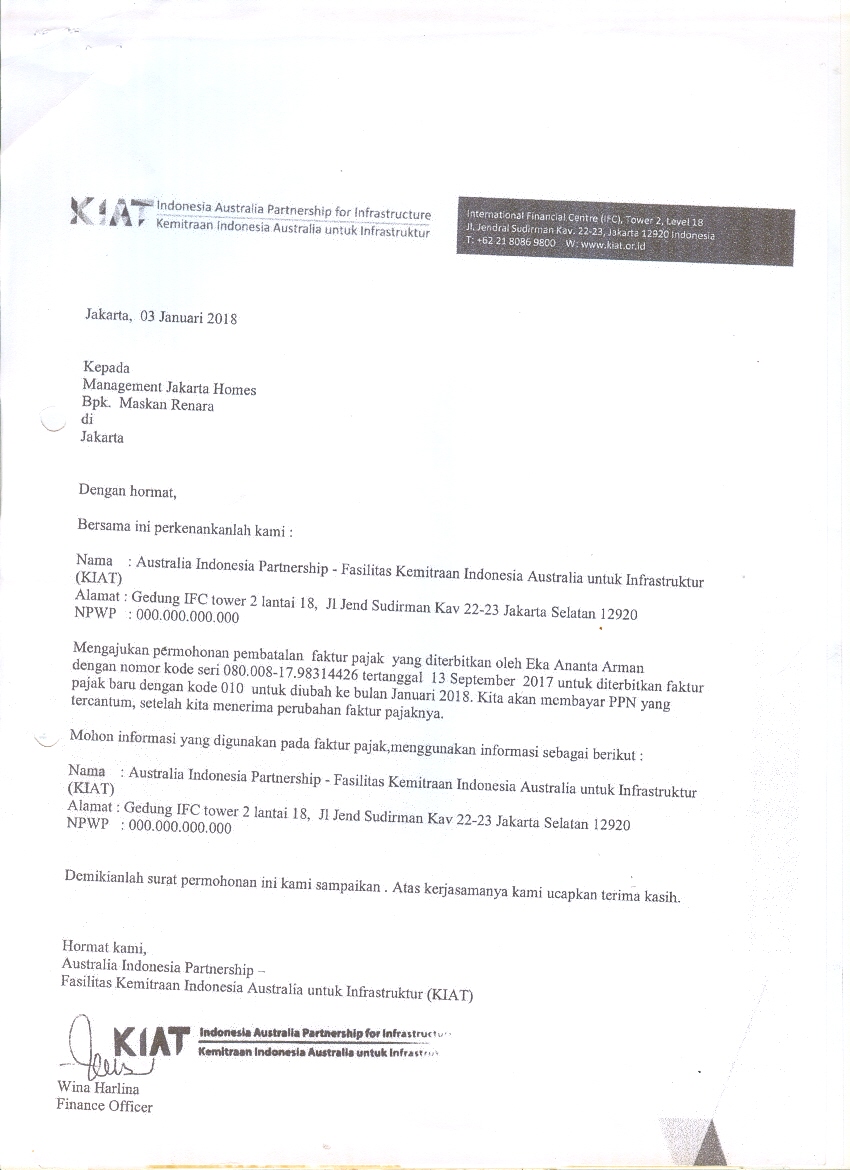 KIAT Indonesia Australia Partnership for Infrastructure
Kemitraan Indonesia Australia untuk Infrastruktur
International Financial Centre (IFC), Tower 2, Level 18
Jl. Jendral Sudirman Kav. 22-23, Jakarta 12920 Indonesia
T: +62 21 8086 9800 W: www.kiat.or.id
Jakarta, 03 Januari 2018
Kepada
Management Jakarta Homes
Bpk. Maskan Renara
di
Jakarta
Dengan hormat,
Bersama ini perkenankanlah kami :
Nama : Australia Indonesia Partnership - Fasilitas Kemitraan Indonesia Australia untuk Infrastruktur
(KIAT)
Alamat : Gedung IFC tower 2 lantai 18, Jl Jend Sudirman Kav 22-23 Jakarta Selatan 12920
NPWP : 000.000.000.000
Mengajukan permohonan pembatalan faktur pajak yang diterbitkan oleh Eka Ananta Arman
dengan nomor kode seri 080.008-17.98314426 tertanggal 13 September 2017 untuk diterbitkan faktur
pajak baru dengan kode 010 untuk diubah ke bulan Januari 2018. Kita akan membayar PPN yang
tercantum, setelah kita menerima perubahan faktur pajaknya.
Mohon informasi yang digunakan pada faktur pajak,menggunakan informasi sebagai berikut :
Nama : Australia Indonesia Partnership - Fasilitas Kemitraan Indonesia Australia untuk Infrastruktur
(KIAT)
Alamat : Gedung IFC tower 2 lantai 18, Jl Jend Sudirman Kav 22-23 Jakarta Selatan 12920
NPWP : 000.000.000.000
Demikianlah surat permohonan ini kami sampaikan . Atas kerjasamanya kami ucapkan terima kasih.
Hormat kami,
Australia Indonesia Partnership –
Fasilitas Kemitraan Indonesia Australia untuk Infrastruktur (KIAT)
KIAT Indonesia Australia Partnership for Infrastructu
Kemitraan Indonesia Australia untuk Infrastru
Wina Harlina
Finance Officer